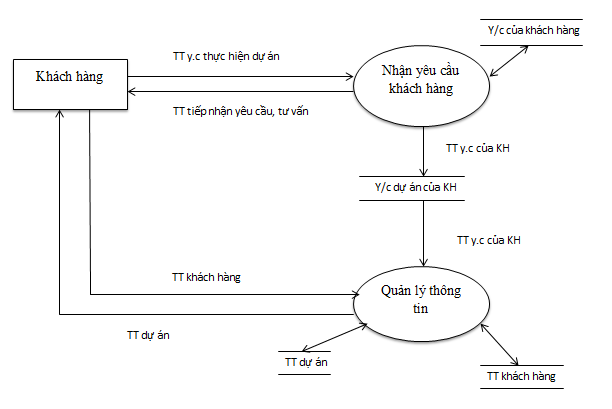 Y/c của khách hàng
TT y.c thực hiện dự án
Khách hàng
Nhận yêu cầu
khách hàng
TT tiếp nhận yêu cầu, tư vấn
TT y.c của KH
Y/c dự án của KH
TT y.c của KH
TT khách hàng
Quản lý thông
tin
TT dự án
TT dự án
TT khách hàng